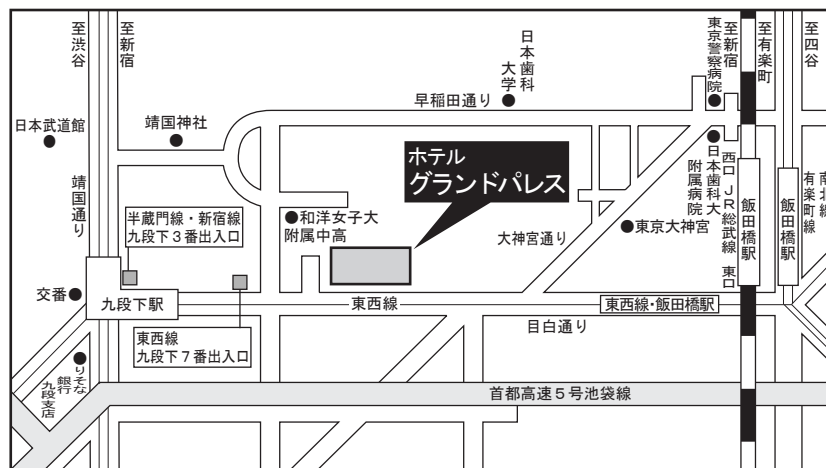 至渋谷
至新宿
日本武道館
靖国神社
早稲田通り
日本歯科
大学
東京警察病院
至新宿
至有楽町
至四谷
ホテル
グランドパレス
靖国通り
半蔵門線・新宿線
九段下3番出入口
和洋女子大
附属中高
大神宮通り
東京大神宮
日本歯科大
附属病院
西口 JR総武線 東口
飯田橋駅
飯田橋駅
南北線
有楽町線
交番
九段下駅
東西線
東西線・飯田橋駅
目白通り
東西線
九段下7番出入口
りそな
銀行
九段支店
首都高速5号池袋線